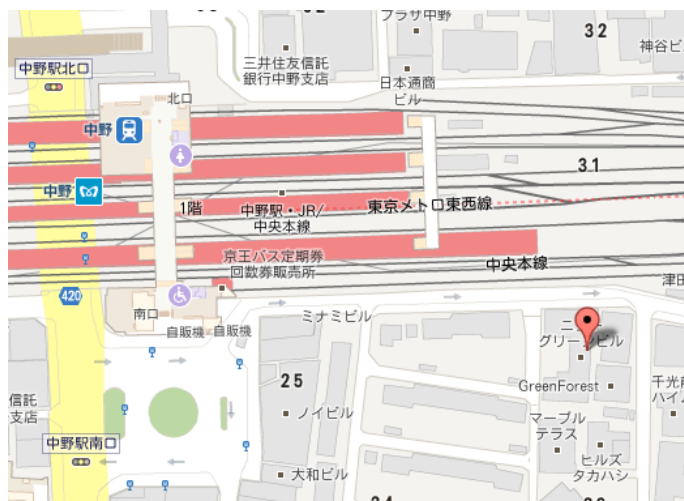 32
プラザ中野
32
三井住友信託
銀行中野支店
神谷ビ
中野駅北口
日本通商
ビル
北口
中野
31
中野
1階
中野駅・JR/
中央本線
東京メトロ東西線
京王バス定期券
回数券販売所
中央本線
津田
420
南口
自販機
自販機
ミナミビル
グリーンビル
25
GreenForest
千光前
ハイム
信託
支店
ノイビル
マーブル
テラス
中野駅南口
大和ビル
ヒルズ
タカハシ